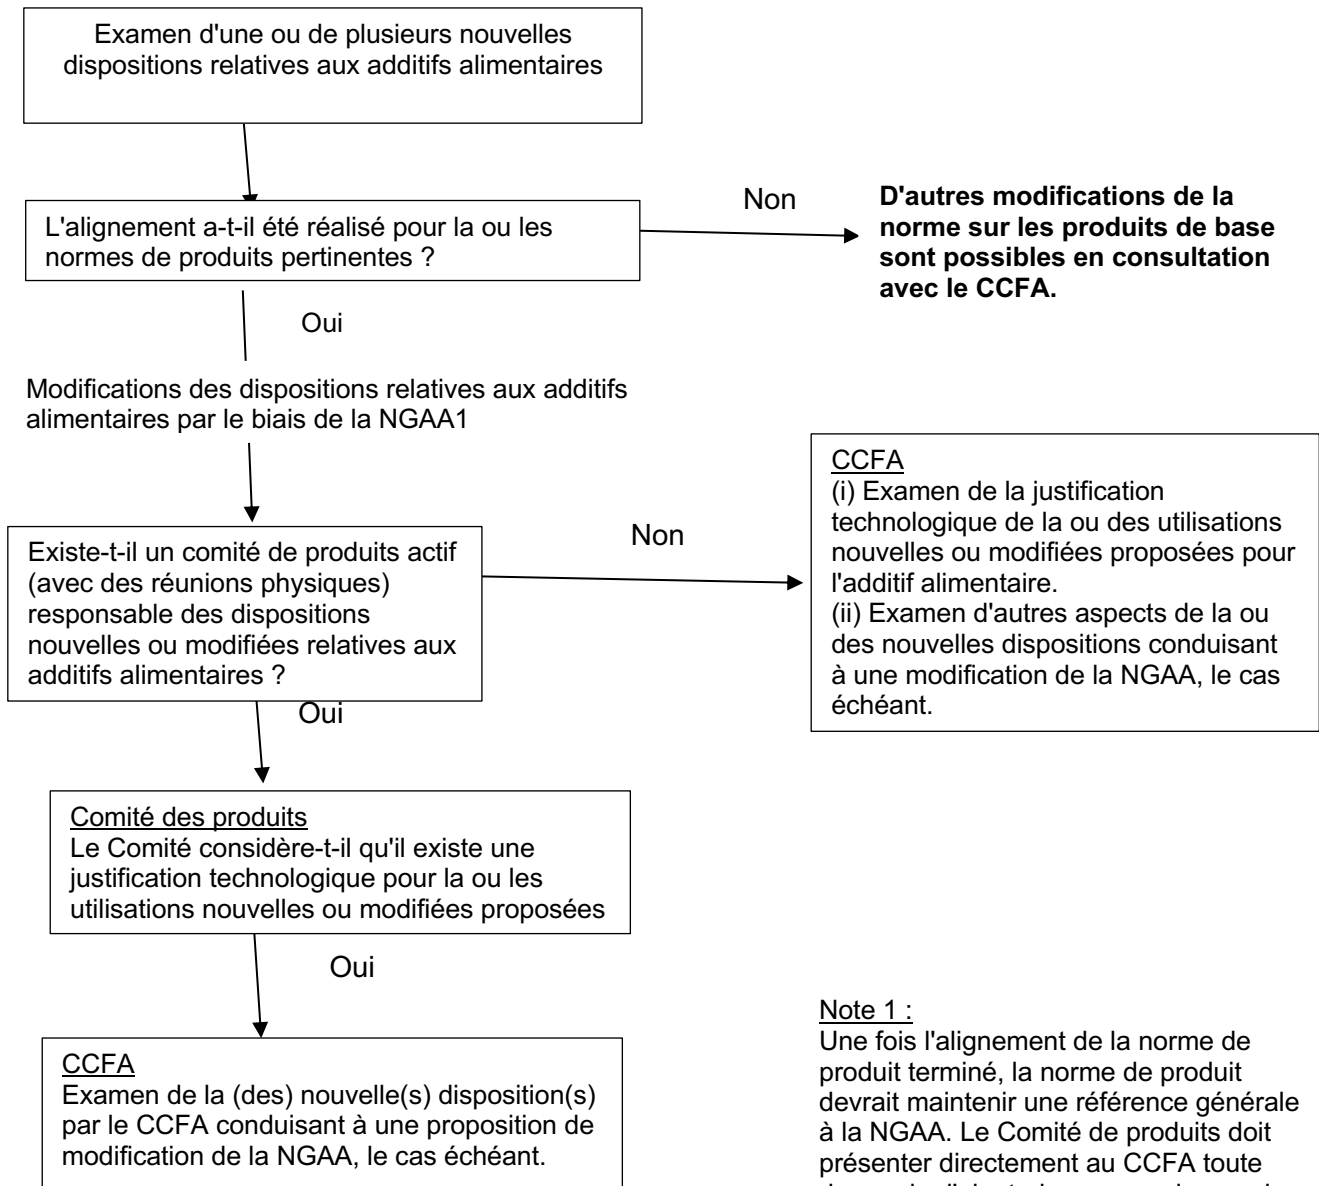 Examen d'une ou de plusieurs nouvelles
dispositions relatives aux additifs alimentaires
L'alignement a-t-il été réalisé pour la ou les
normes de produits pertinentes ?
Non
D'autres modifications de la
norme sur les produits de base
sont possibles en consultation
avec le CCFA.
Oui
Modifications des dispositions relatives aux additifs
alimentaires par le biais de la NGAA1
Existe-t-il un comité de produits actif
(avec des réunions physiques)
responsable des dispositions
nouvelles ou modifiées relatives aux
additifs alimentaires ?
Non
CCFA
(i) Examen de la justification
technologique de la ou des utilisations
nouvelles ou modifiées proposées pour
l'additif alimentaire.
(ii) Examen d'autres aspects de la ou
des nouvelles dispositions conduisant
à une modification de la NGAA, le cas
échéant.
Oui
Comité des produits
Le Comité considère-t-il qu'il existe une
justification technologique pour la ou les
utilisations nouvelles ou modifiées proposées
Oui
CCFA
Examen de la (des) nouvelle(s) disposition(s)
par le CCFA conduisant à une proposition de
modification de la NGAA, le cas échéant.
Note 1 :
Une fois l'alignement de la norme de
produit terminé, la norme de produit
devrait maintenir une référence générale
à la NGAA. Le Comité de produits doit
présenter directement au CCFA toute